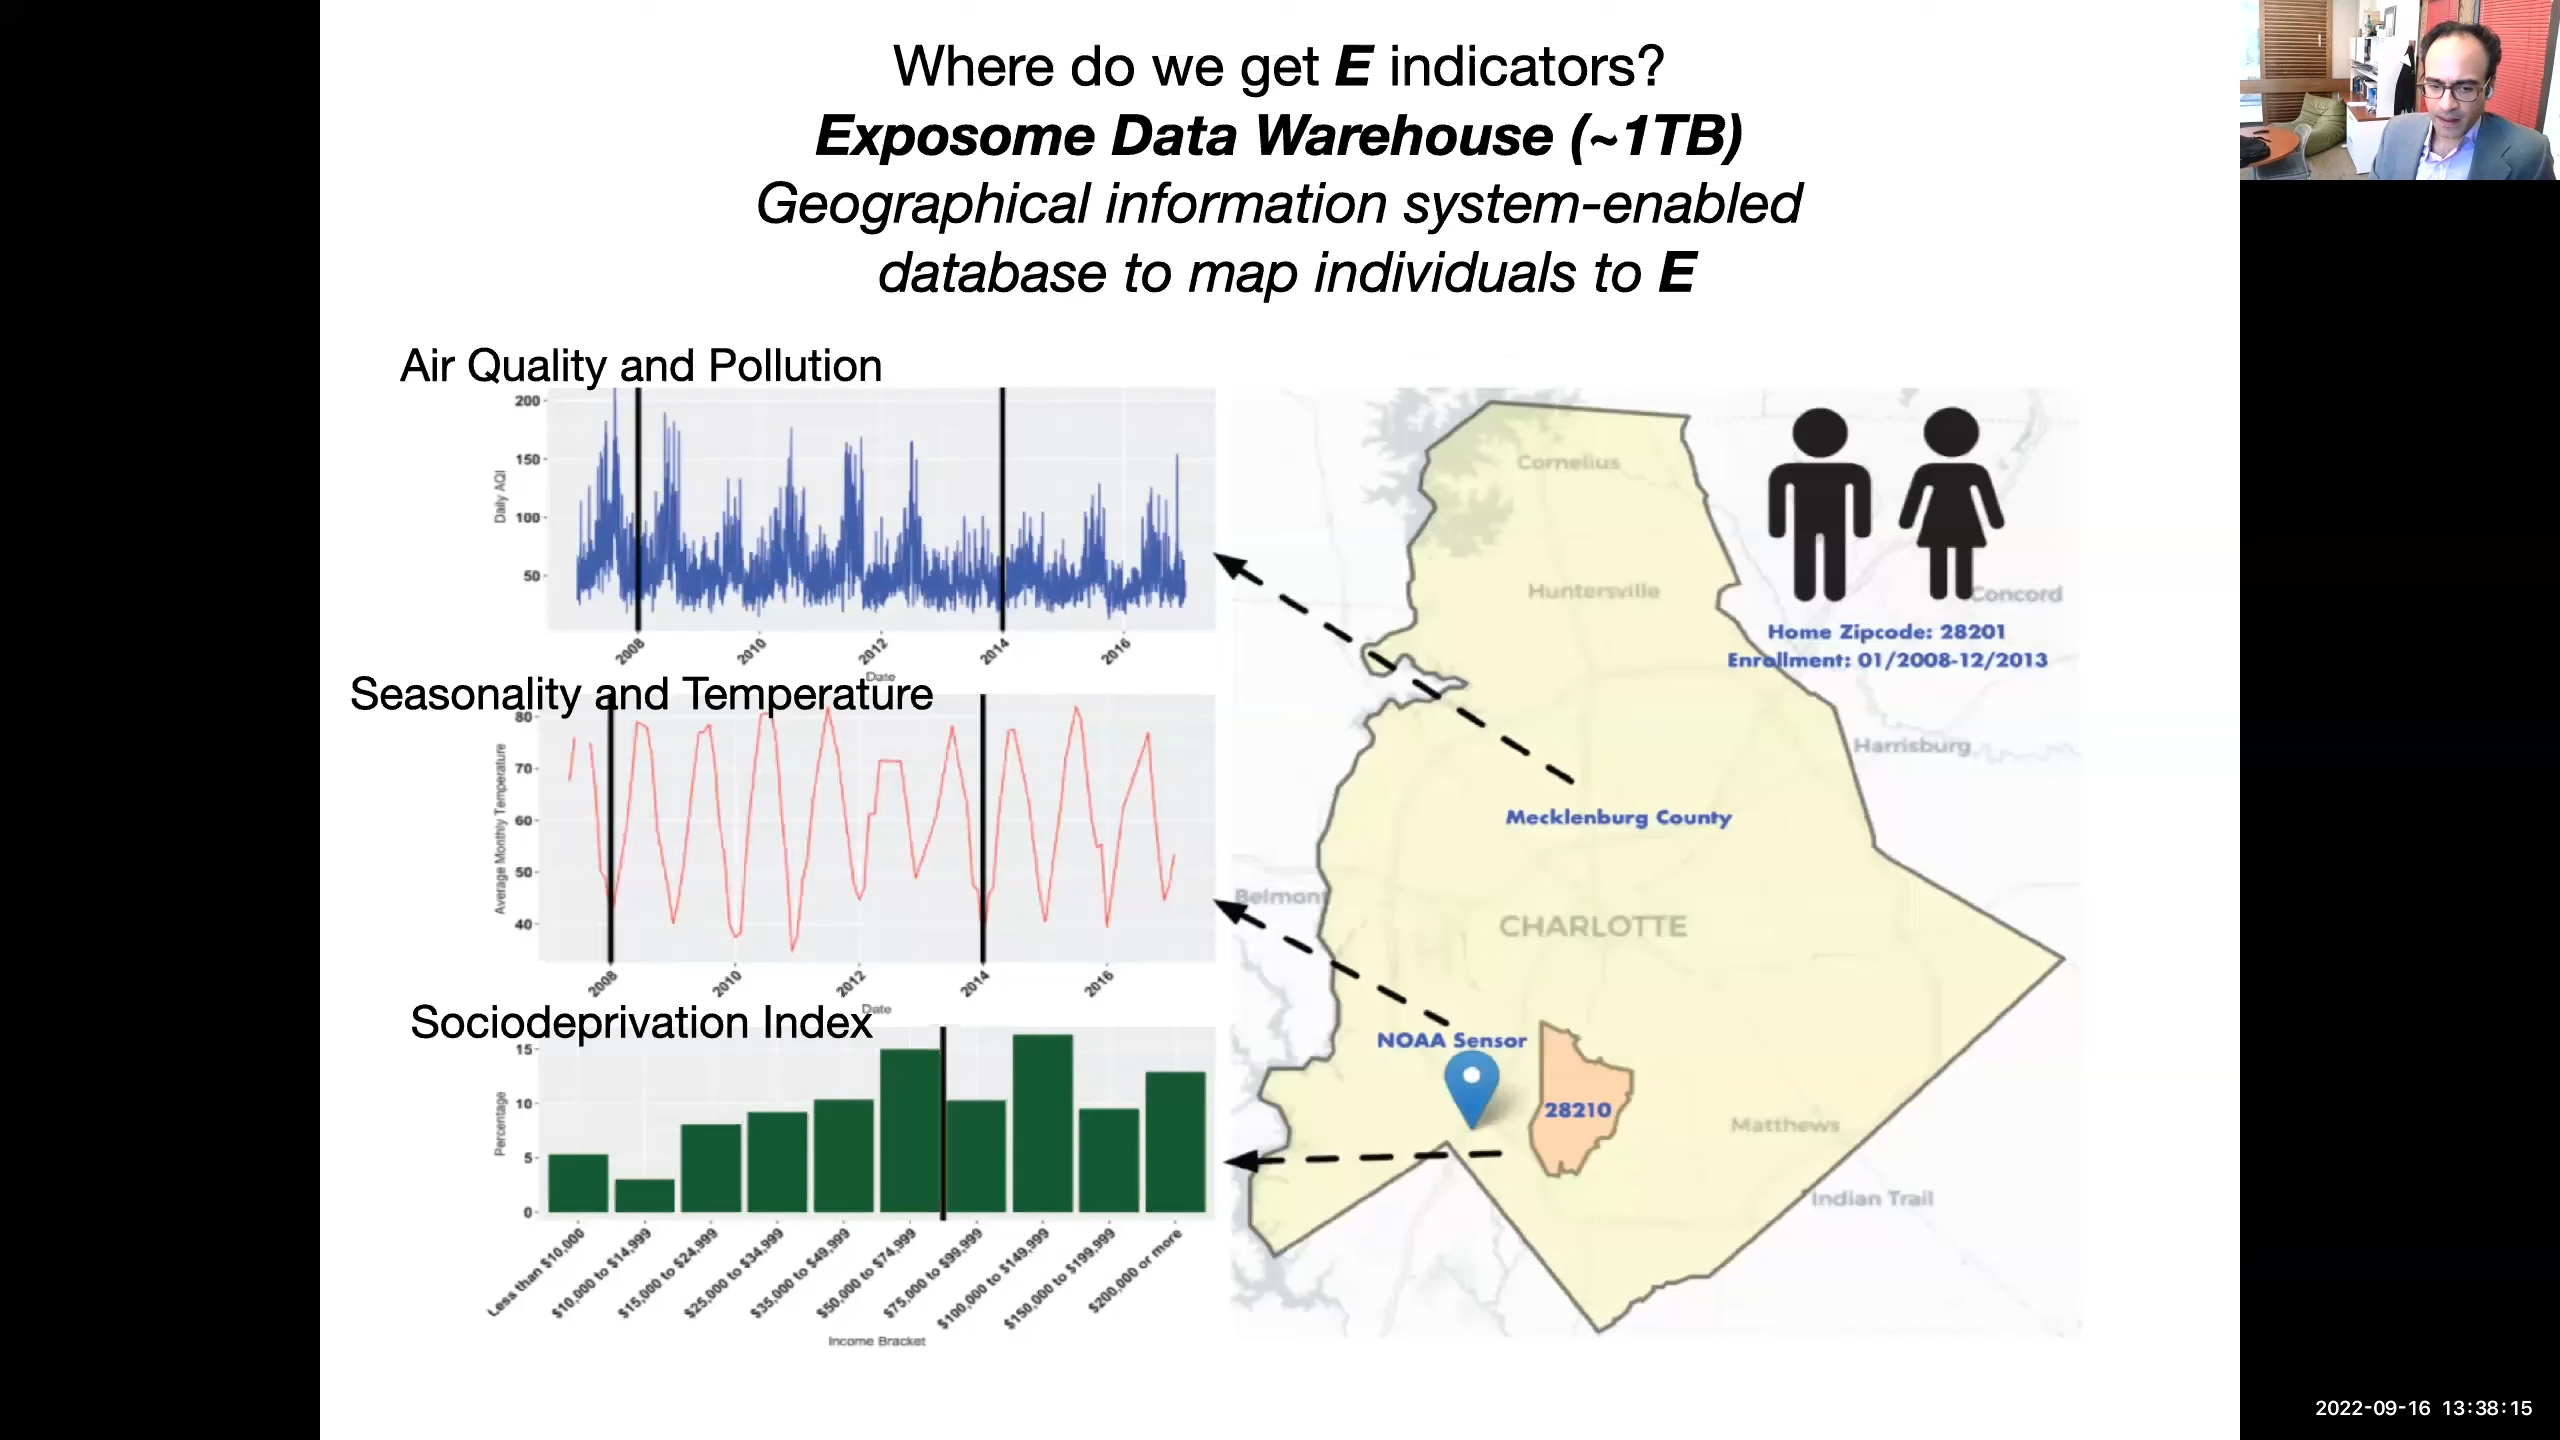 Where do we get E indicators?
Exposome Data Warehouse (~1TB)
Geographical information system-enabled
database to map individuals to E
Air Quality and Pollution
200
150
100
50
Daily AQI
2008
2010
2012
2014
2016
Date
Seasonality and Temperature
80
70
60
50
40
Average Monthly Temperature
2008
2010
2012
2014
2016
Date
Sociodeprivation Index
15
10
5
0
Percentage
Less than $10,000
$10,000 to $14,999
$15,000 to $24,999
$25,000 to $34,999
$35,000 to $49,999
$50,000 to $74,999
$75,000 to $99,999
$100,000 to $149,999
$150,000 to $199,999
$200,000 or more
Income Bracket
Cornelius
Huntersville
Concord
Home Zipcode: 28201
Enrollment: 01/2008-12/2013
Harrisburg
Mecklenburg County
Belmont
CHARLOTTE
NOAA Sensor
28210
Matthews
Indian Trail
2022-09-16 13:38:15